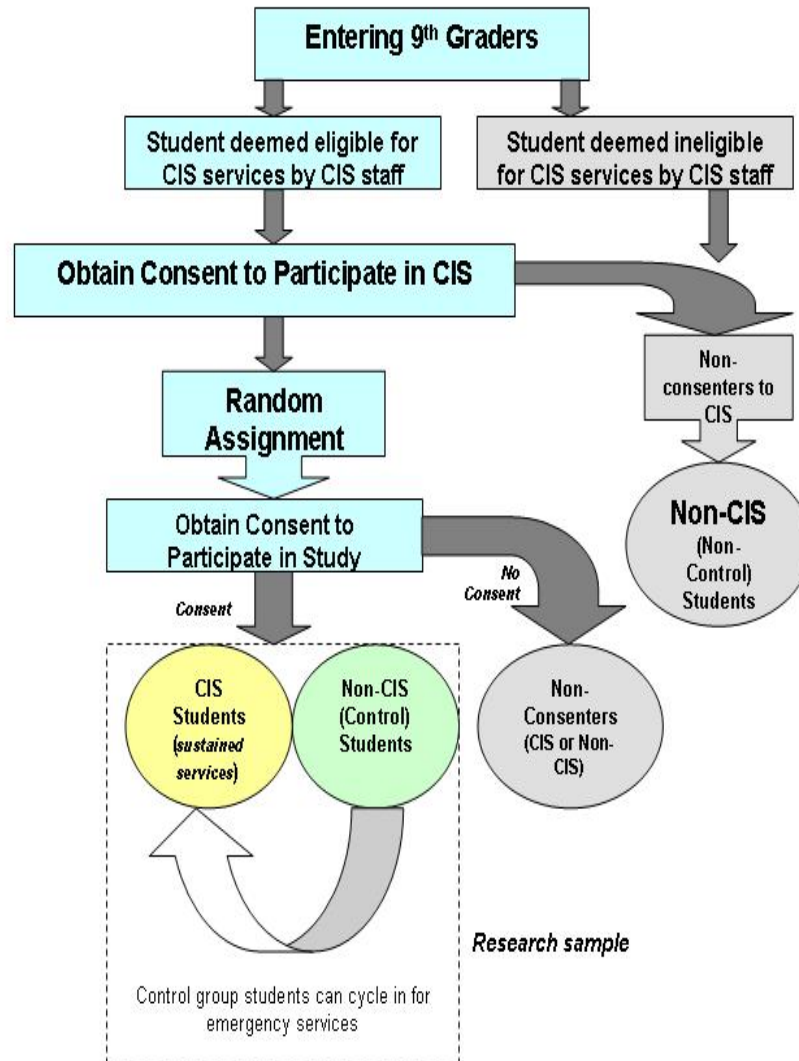 Entering 9th Graders
Student deemed eligible for
CIS services by CIS staff
Student deemed ineligible
for CIS services by CIS staff
Obtain Consent to Participate in CIS
Non-
consenters to
CIS
Random
Assignment
Non-CIS
(Non-
Control)
Students
Obtain Consent to
Participate in Study
Consent
No
Consent
CIS
Students
(sustained
services)
Non-CIS
(Control)
Students
Non-
Consenters
(CIS or Non-
CIS)
Research sample
Control group students can cycle in for
emergency services